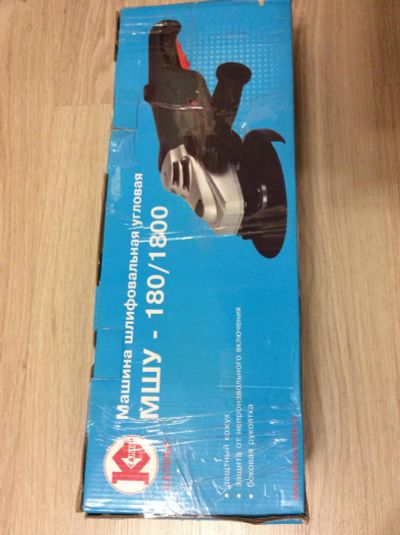 Машина шлифовальная угловая
МШУ - 180/1800
• защитный кожух
• защита от непроизвольного включения
• боковая рукоятка